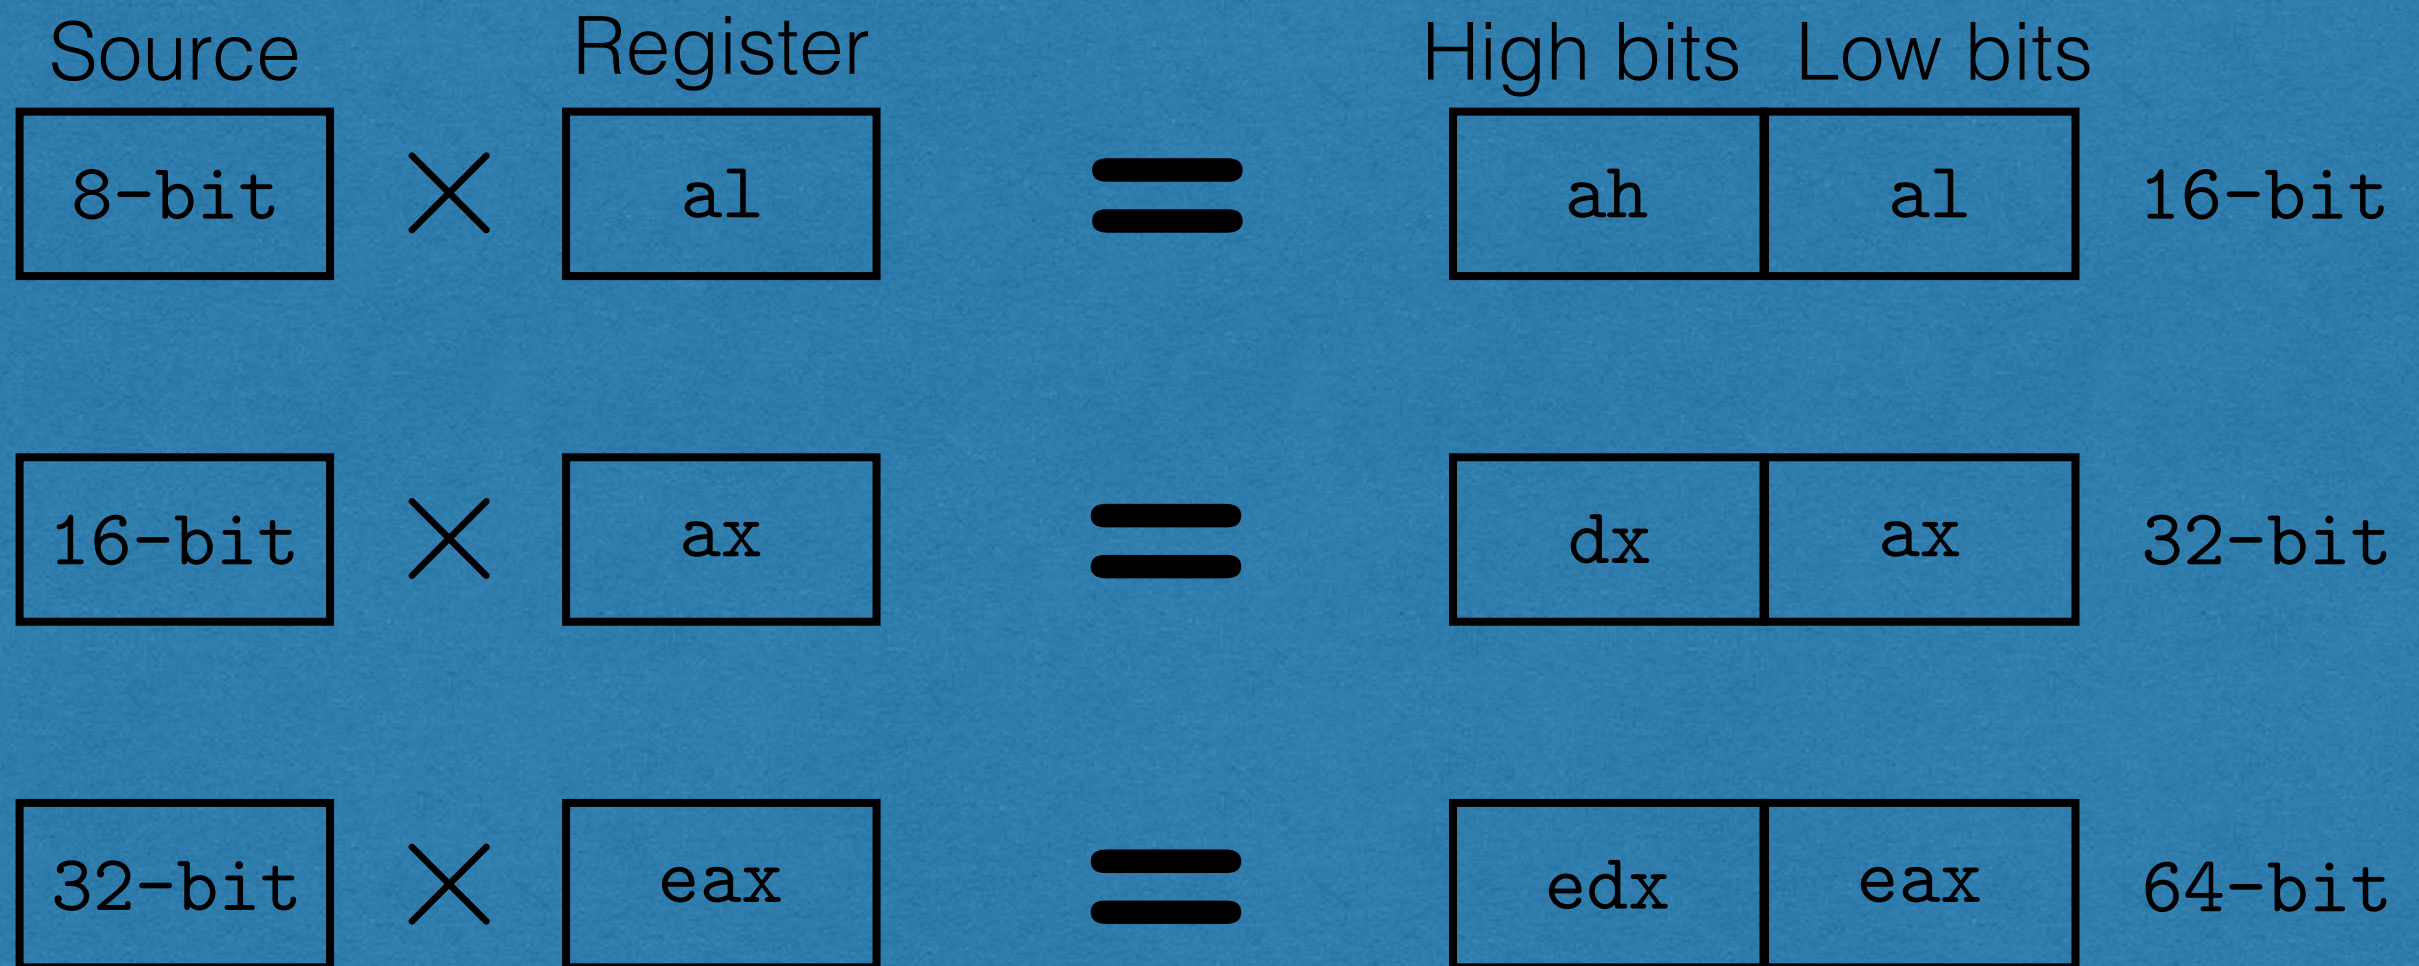 Source Register High bits Low bits
8-bit × al = ah al 16-bit
16-bit × ax = dx ax 32-bit
32-bit × eax = edx eax 64-bit